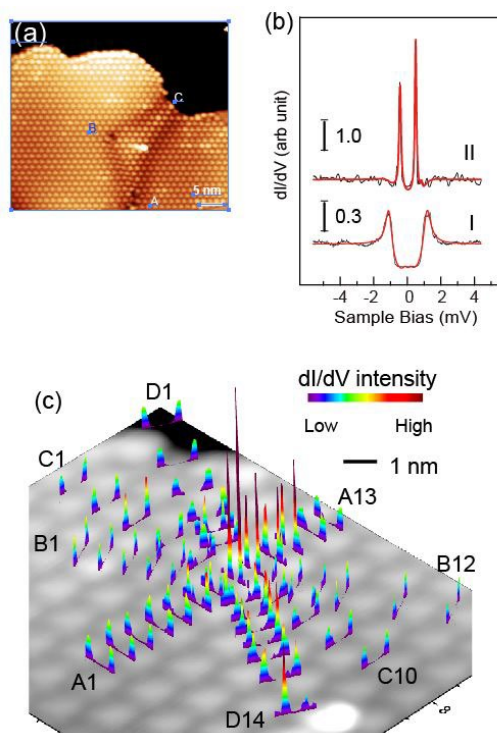 (a)
C
B
A
5 nm
(b)
dI/dV (arb unit)
1.0
II
0.3
I
-4 -2 0 2 4
Sample Bias (mV)
(c)
D1
dI/dV intensity
Low High
1 nm
C1
A13
B1
B12
A1
C10
D14